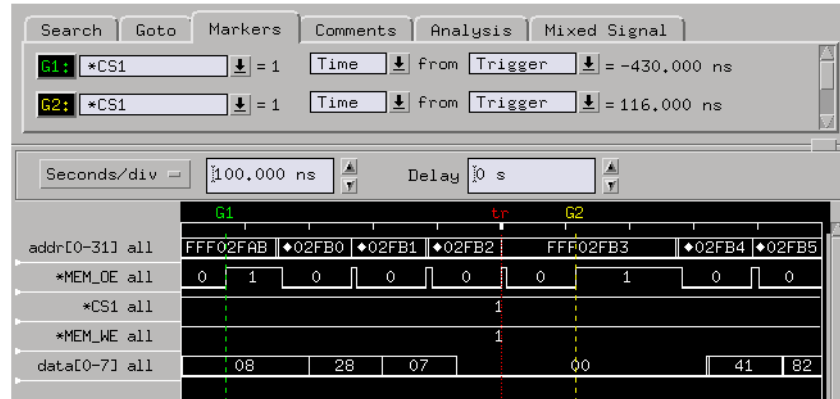 Search Goto Markers Comments Analysis Mixed Signal
G1: *CS1 = 1 Time from Trigger = -430.000 ns
G2: *CS1 = 1 Time from Trigger = 116.000 ns
Seconds/div 100.000 ns Delay 0 s
G1 tr G2
addr[0-31] all FFF02FAB ◆02FB0 ◆02FB1 ◆02FB2 FFF02FB3 ◆02FB4 ◆02FB5
*MEM_OE all 0 1 0 0 0 0 1 0 0
*CS1 all 1
*MEM_WE all 1
data[0-7] all 08 28 07 00 41 82